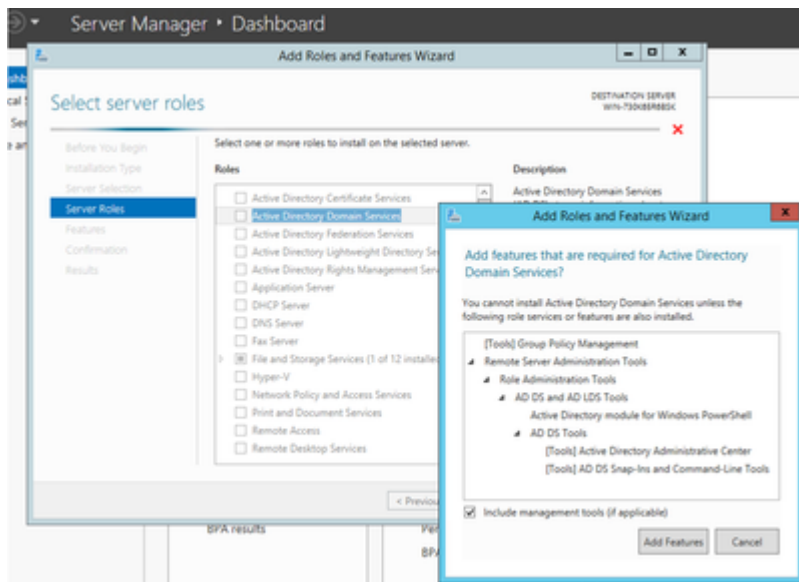 Server Manager • Dashboard
Add Roles and Features Wizard
Select server roles
DESTINATION SERVER
Before You Begin
Installation Type
Server Selection
Server Roles
Features
Confirmation
Results
Select one or more roles to install on the selected server.
Roles
Active Directory Certificate Services
Active Directory Domain Services
Active Directory Federation Services
Active Directory Lightweight Directory Se
Active Directory Rights Management Serv
Application Server
DHCP Server
DNS Server
Fax Server
File and Storage Services (1 of 12 installed
Hyper-V
Network Policy and Access Services
Print and Document Services
Remote Access
Remote Desktop Services
Description
Active Directory Domain Services
< Previou
BPA results
Add Roles and Features Wizard
Add features that are required for Active Directory
Domain Services?
You cannot install Active Directory Domain Services unless the
following role services or features are also installed.
[Tools] Group Policy Management
Remote Server Administration Tools
Role Administration Tools
AD DS and AD LDS Tools
Active Directory module for Windows PowerShell
AD DS Tools
[Tools] Active Directory Administrative Center
[Tools] AD DS Snap-Ins and Command-Line Tools
Include management tools (if applicable)
Add Features
Cancel